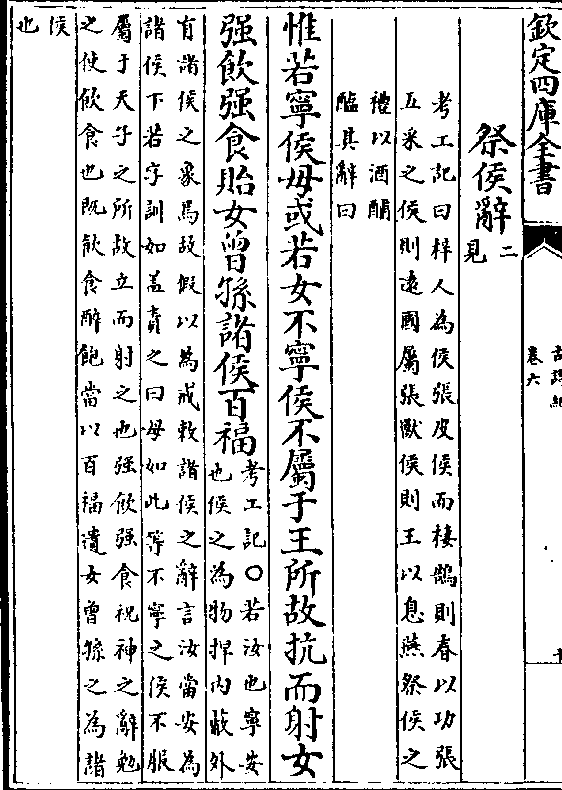 欽定四庫全書
卷六
祭侯辭 二見
考工記曰梓人為侯張皮侯而棲鵠則春以功張
五采之侯則遠國屬張獸侯則王以息燕祭侯之
禮以酒脯
醢其辭曰
惟若寧侯毋或若女不寧侯不屬于王所故抗而射女
强飲强食貽女曾孫諸侯百福
考工記○若汝也寧安
也侯之為物捍内蔽外
有諸侯之象焉故假以為戒敕諸侯之辭言汝當安為
諸侯下若字訓如蓋責之曰毋如此等不寧之侯不服
屬于天子之所故立而射之也强飲强食祝神之辭勉
之使飲食也既飲食醉飽當以百福遺女曾孫之為諸
侯
也